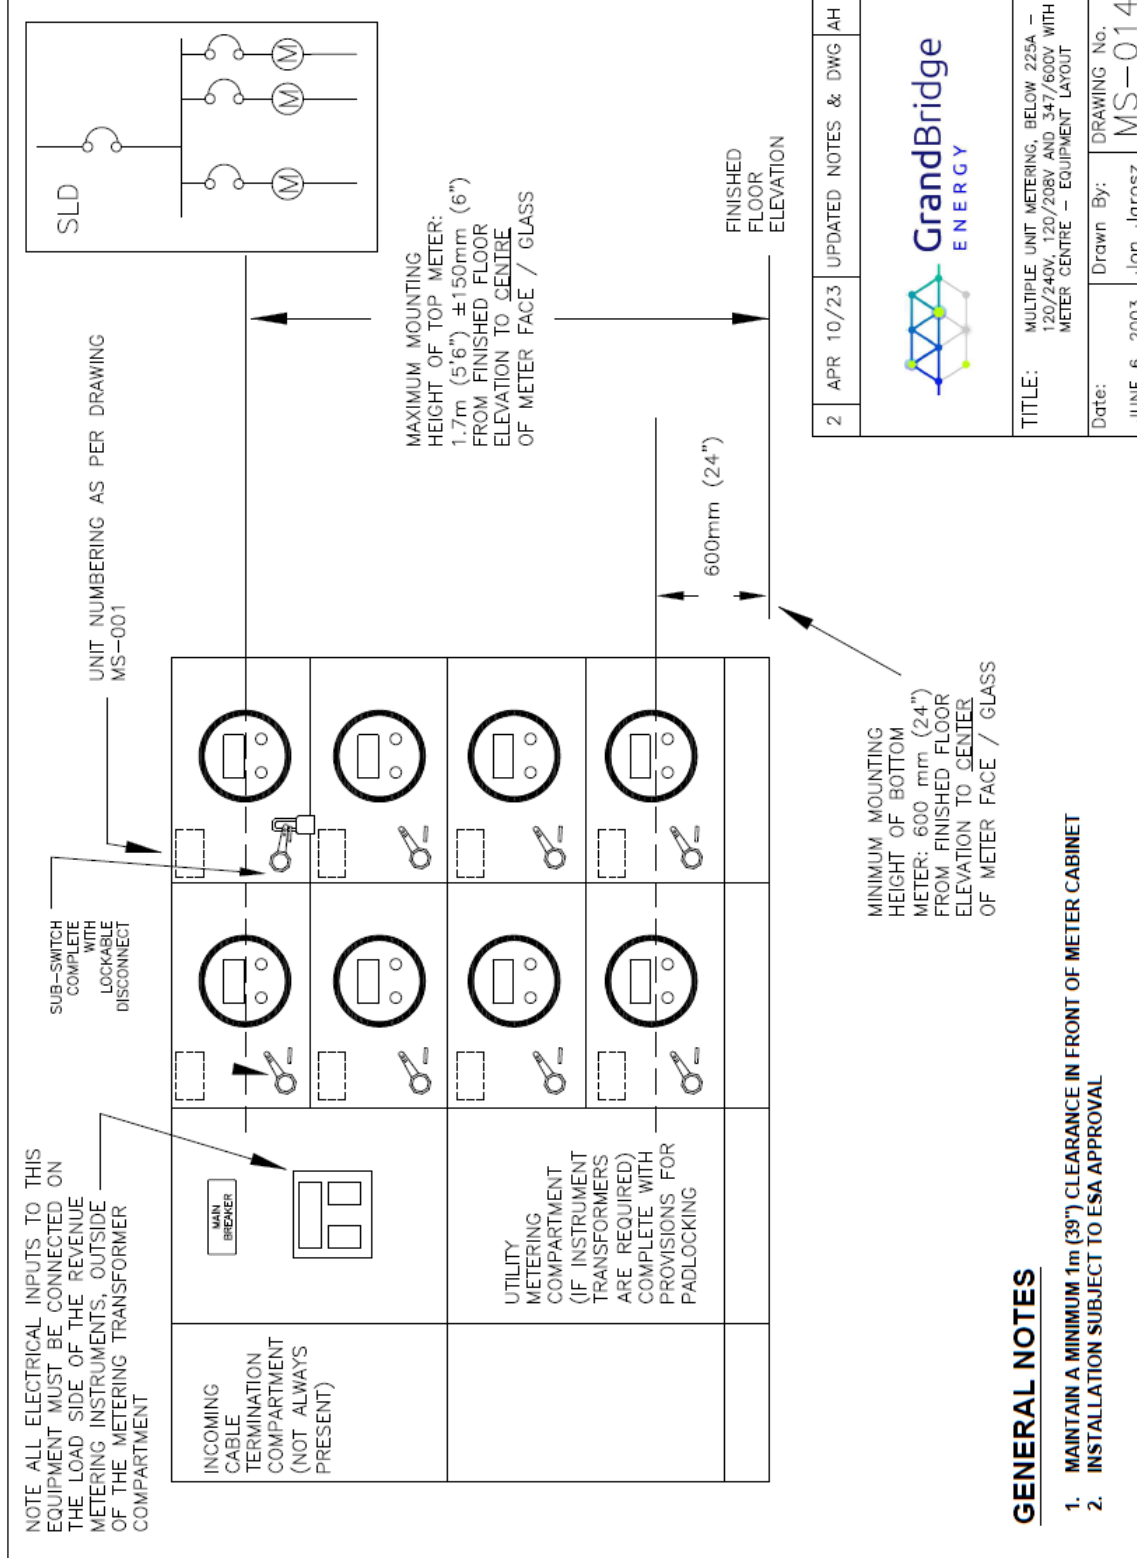 NOTE ALL ELECTRICAL INPUTS TO THIS
EQUIPMENT MUST BE CONNECTED ON
THE LOAD SIDE OF THE REVENUE
METERING INSTRUMENTS, OUTSIDE
OF THE METERING TRANSFORMER
COMPARTMENT
SUB-SWITCH
COMPLETE
WITH
LOCKABLE
DISCONNECT
UNIT NUMBERING AS PER DRAWING
MS-001
SLD
M
M
M
INCOMING
CABLE
TERMINATION
COMPARTMENT
(NOT ALWAYS
PRESENT)
MAIN
BREAKER
UTILITY
METERING
COMPARTMENT
(IF INSTRUMENT
TRANSFORMERS
ARE REQUIRED)
COMPLETE WITH
PROVISIONS FOR
PADLOCKING
MAXIMUM MOUNTING
HEIGHT OF TOP METER:
1.7m (5'6") ±150mm (6")
FROM FINISHED FLOOR
ELEVATION TO CENTRE
OF METER FACE / GLASS
600mm (24")
FINISHED
FLOOR
ELEVATION
MINIMUM MOUNTING
HEIGHT OF BOTTOM
METER: 600 mm (24")
FROM FINISHED FLOOR
ELEVATION TO CENTER
OF METER FACE / GLASS
GENERAL NOTES
1. MAINTAIN A MINIMUM 1m (39") CLEARANCE IN FRONT OF METER CABINET
2. INSTALLATION SUBJECT TO ESA APPROVAL
2 APR 10/23 UPDATED NOTES & DWG AH
GrandBridge
ENERGY
TITLE: MULTIPLE UNIT METERING, BELOW 225A –
120/240V, 120/208V AND 347/600V WITH
METER CENTRE – EQUIPMENT LAYOUT
Date: Drawn By: DRAWING No.
JUNE 6, 2003 Jan Jarosz MS-014